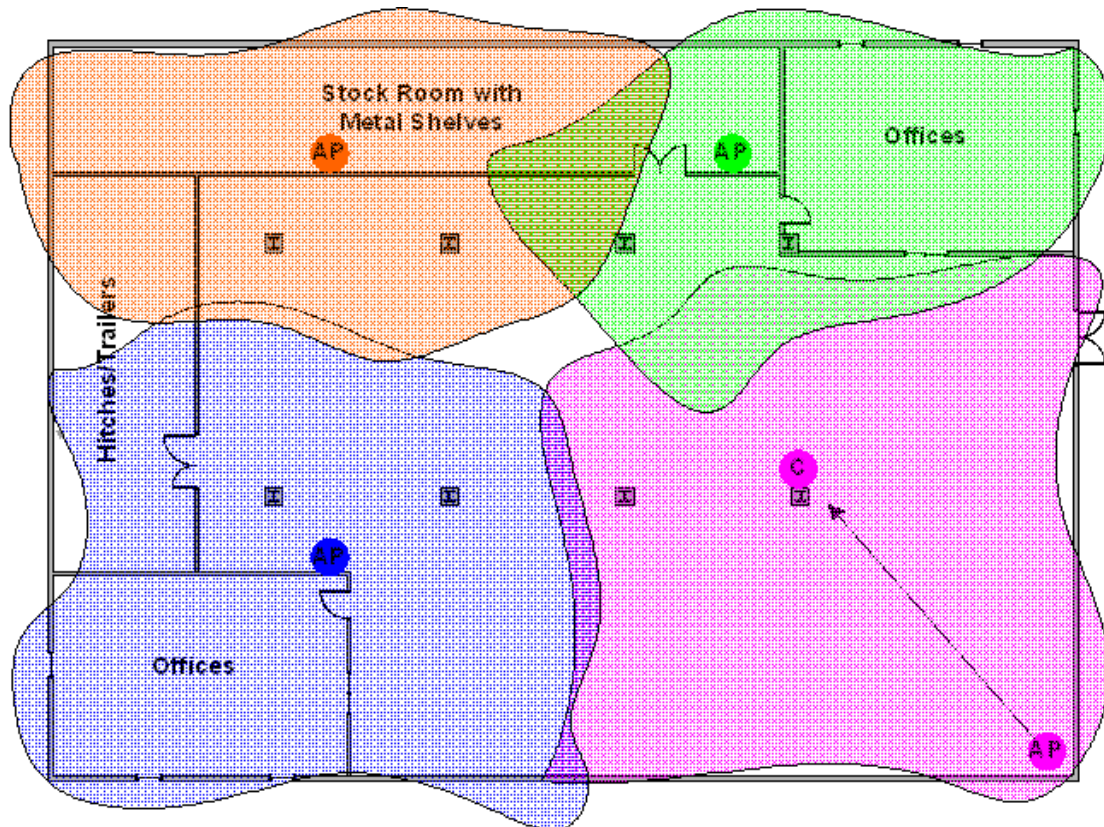 Stock Room with
Metal Shelves
AP
AP
Offices
I
I
I
I
Hitches/Trailers
C
I
I
I
I
AP
Offices
AP